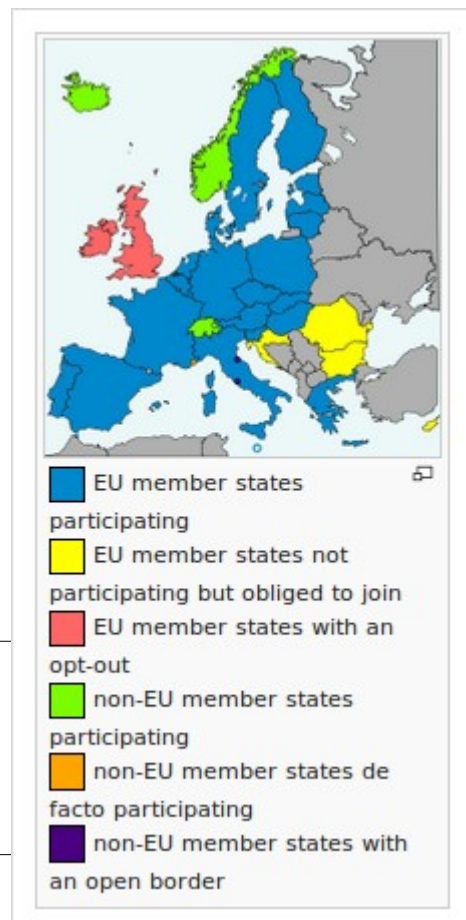 EU member states
participating
EU member states not
participating but obliged to join
EU member states with an
opt-out
non-EU member states
participating
non-EU member states de
facto participating
non-EU member states with
an open border